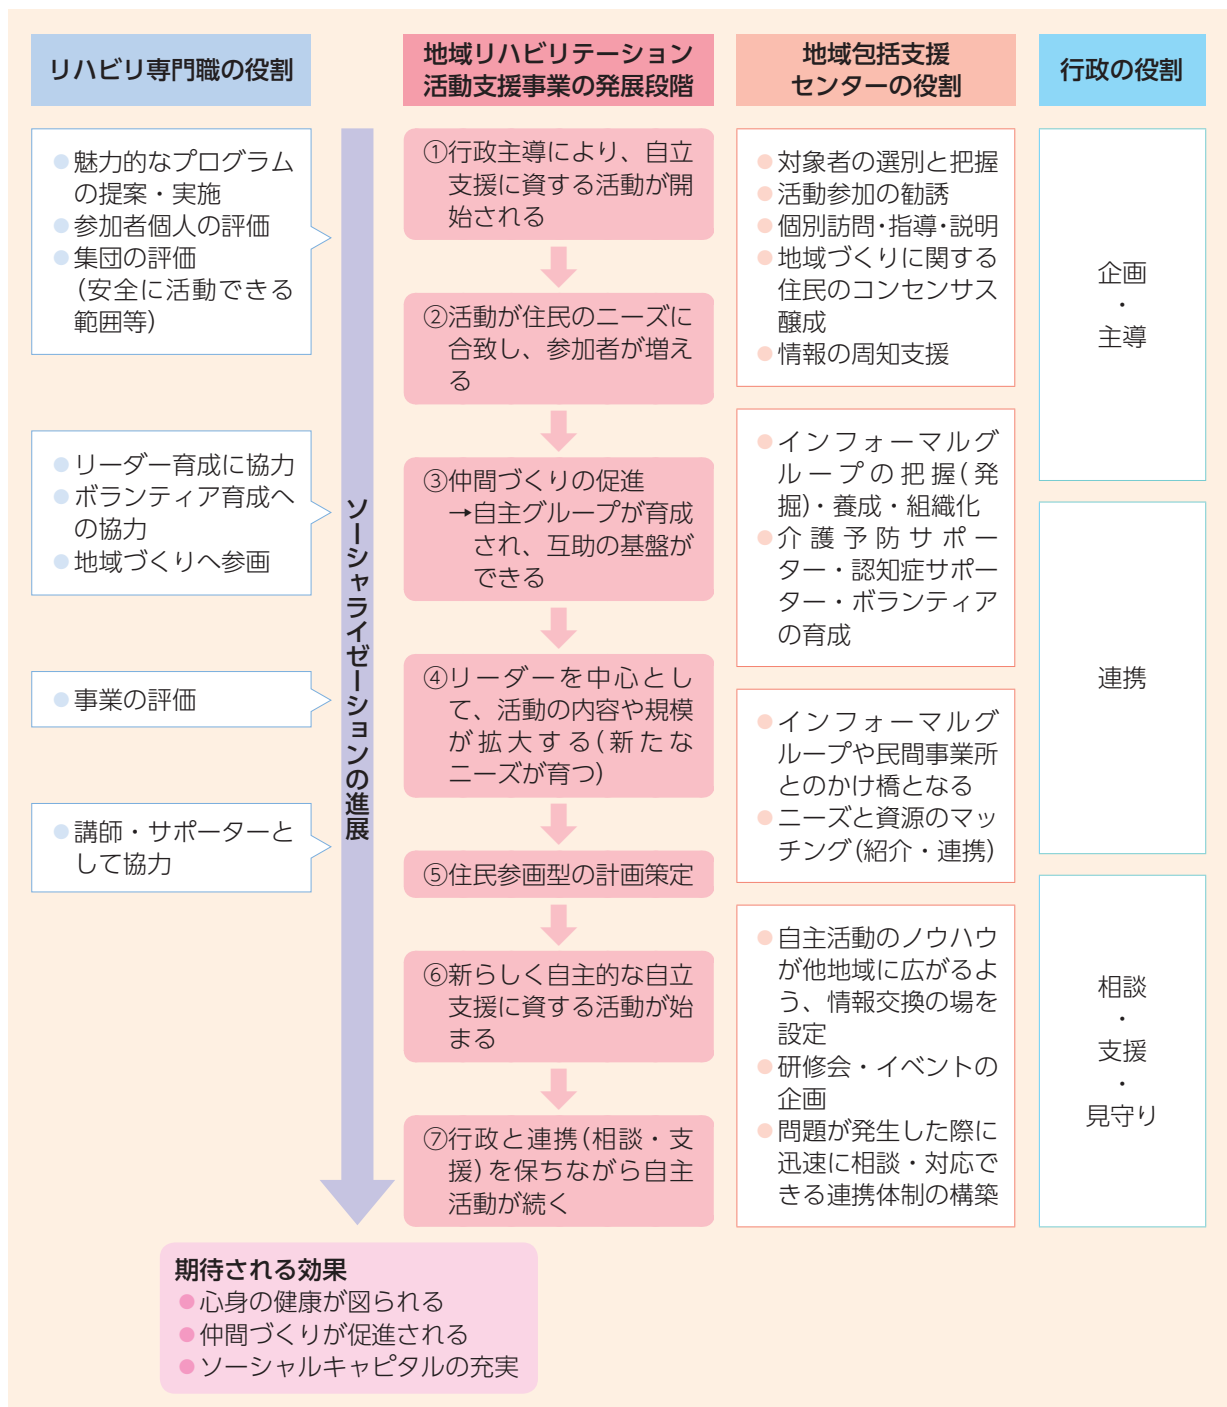 リハビリ専門職の役割
●魅力的なプログラム
の提案・実施
●参加者個人の評価
●集団の評価
（安全に活動できる
範囲等）
●リーダー育成に協力
●ボランティア育成へ
の協力
●地域づくりへ参画
●事業の評価
●講師・サポーターと
して協力
ソーシャライゼーションの進展
地域リハビリテーション
活動支援事業の発展段階
①行政主導により、自立
支援に資する活動が開
始される
②活動が住民のニーズに
合致し、参加者が増え
る
③仲間づくりの促進
→自主グループが育成
され、互助の基盤が
できる
④リーダーを中心とし
て、活動の内容や規模
が拡大する（新たな
ニーズが育つ）
⑤住民参画型の計画策定
⑥新らしく自主的な自立
支援に資する活動が始
まる
⑦行政と連携（相談・支
援）を保ちながら自主
活動が続く
地域包括支援
センターの役割
●対象者の選別と把握
●活動参加の勧誘
●個別訪問・指導・説明
●地域づくりに関する
住民のコンセンサス
醸成
●情報の周知支援
●インフォーマルグ
ループの把握（発
掘）・養成・組織化
●介護予防サポー
ター・認知症サポー
ター・ボランティア
の育成
●インフォーマルグ
ループや民間事業所
とのかけ橋となる
●ニーズと資源のマッ
チング（紹介・連携）
●自主活動のノウハウ
が他地域に広がるよ
う、情報交換の場を
設定
●研修会・イベントの
企画
●問題が発生した際に
迅速に相談・対応で
きる連携体制の構築
行政の役割
企画
・
主導
連携
相談
・
支援
・
見守り
期待される効果
●心身の健康が図られる
●仲間づくりが促進される
●ソーシャルキャピタルの充実